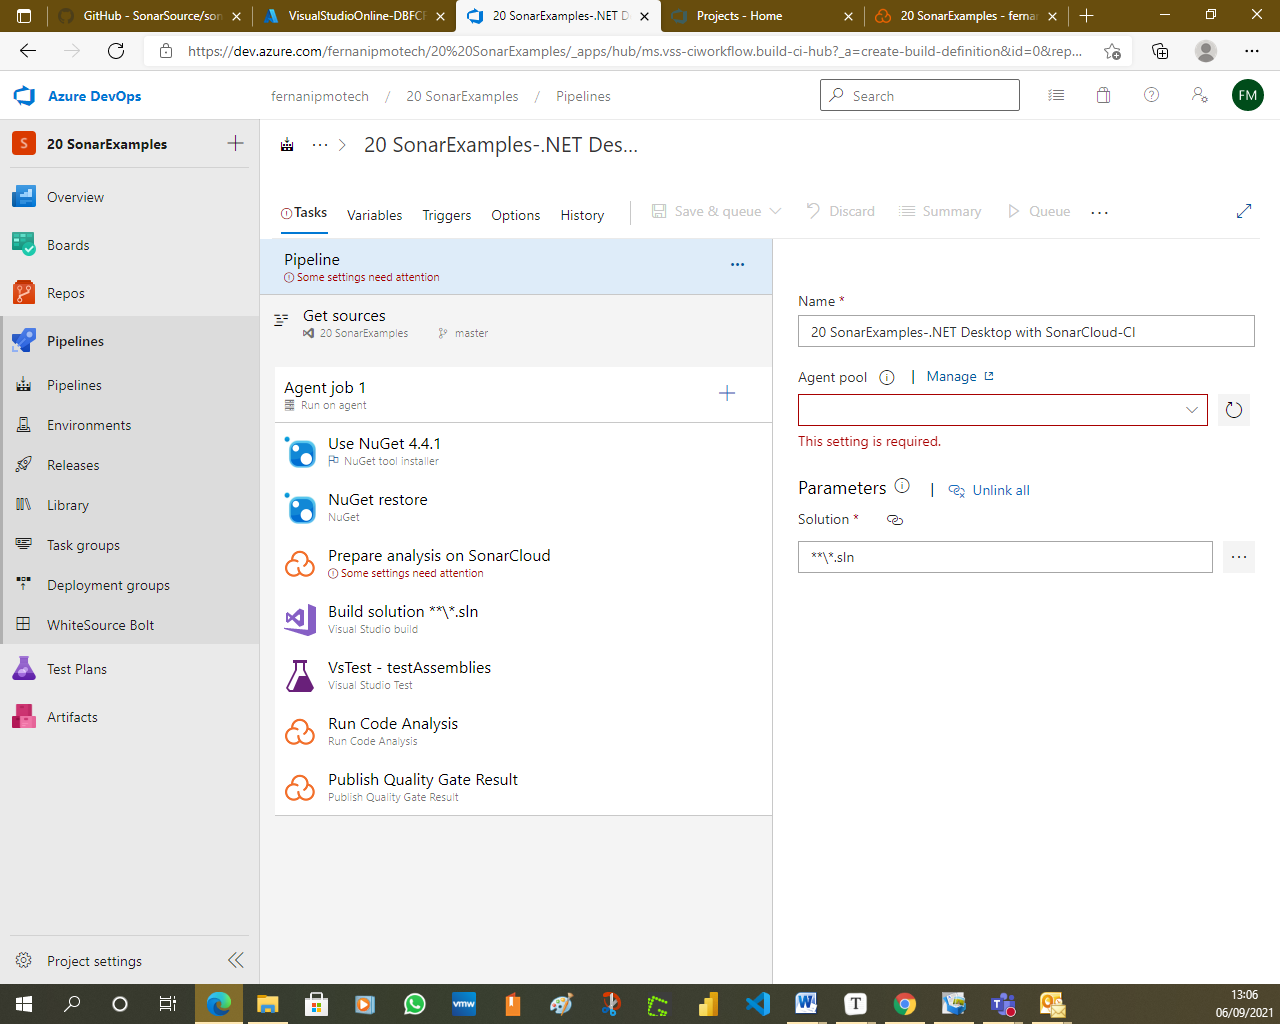 GitHub - SonarSource/son
VisualStudioOnline-DBFCF
20 SonarExamples-.NET D
Projects - Home
20 SonarExamples - fernan
https://dev.azure.com/fernanipmotech/20%20SonarExamples/_apps/hub/ms.vss-ciworkflow.build-ci-hub?_a=create-build-definition&id=0&rep...
Azure DevOps
fernanipmotech / 20 SonarExamples / Pipelines
Search
FM
S 20 SonarExamples
... > 20 SonarExamples-.NET Des...
Overview
Boards
Repos
Pipelines
Pipelines
Environments
Releases
Library
Task groups
Deployment groups
WhiteSource Bolt
Test Plans
Artifacts
Project settings
Tasks Variables Triggers Options History | Save & queue Discard Summary Queue ...
Pipeline
Some settings need attention
...
Get sources
20 SonarExamples master
Agent job 1
Run on agent
Use NuGet 4.4.1
NuGet tool installer
NuGet restore
NuGet
Prepare analysis on SonarCloud
Some settings need attention
Build solution **\*.sln
Visual Studio build
VsTest - testAssemblies
Visual Studio Test
Run Code Analysis
Run Code Analysis
Publish Quality Gate Result
Publish Quality Gate Result
Name *
20 SonarExamples-.NET Desktop with SonarCloud-CI
Agent pool | Manage
This setting is required.
Parameters | Unlink all
Solution *
**\*.sln
...
vmw
W
T
13:06
06/09/2021